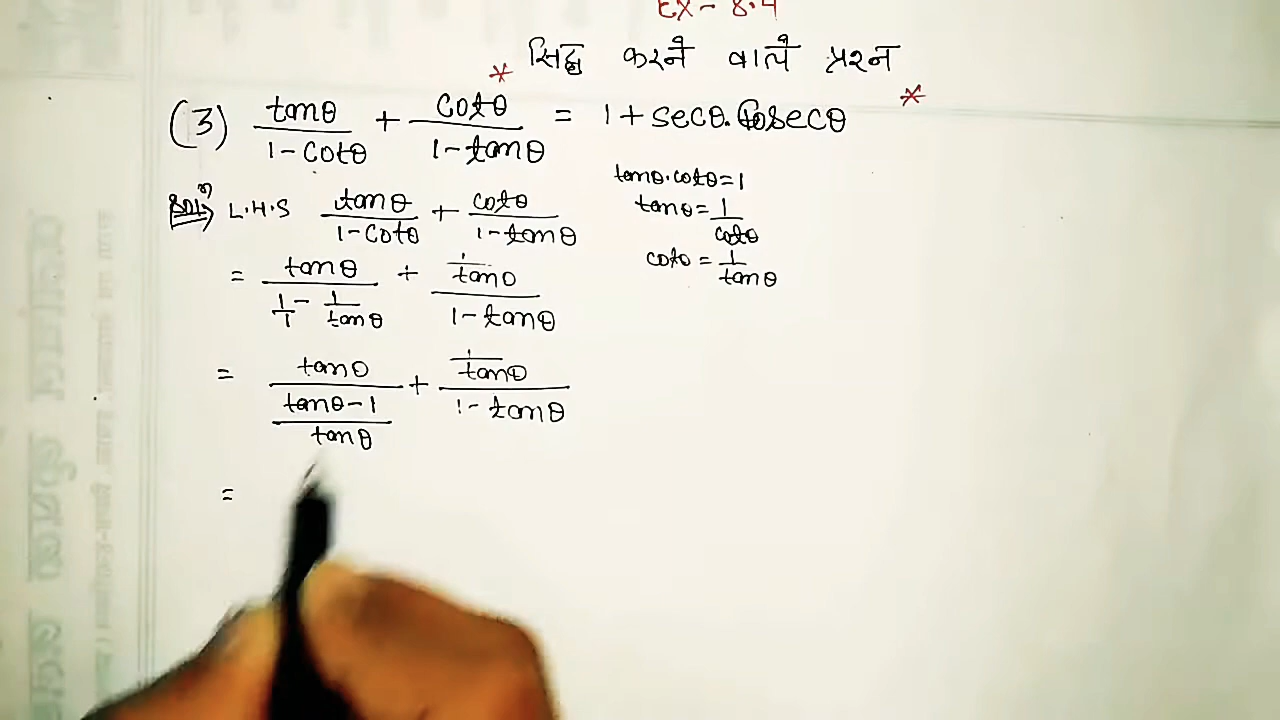 Ex - 8.4
सिद्ध करने वाले प्रश्न
(3) tanθ/(1-cotθ) + cotθ/(1-tanθ) = 1+secθ.Cosecθ
Solⁿ L.H.S tanθ/(1-cotθ) + cotθ/(1-tanθ)
tanθ.cotθ=1
tanθ=1/cotθ
cotθ=1/tanθ
= tanθ/(1/1 - 1/tanθ) + (1/tanθ)/(1-tanθ)
= tanθ/((tanθ-1)/tanθ) + (1/tanθ)/(1-tanθ)
=